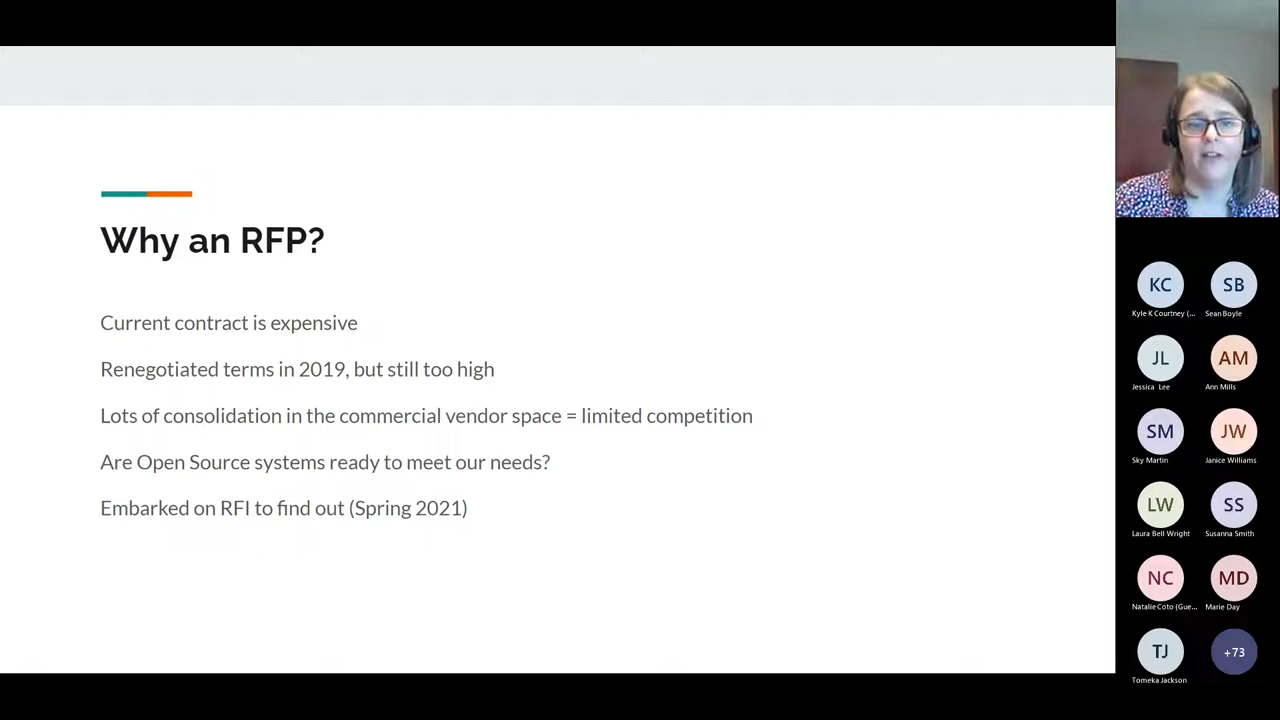 Why an RFP?
Current contract is expensive
Renegotiated terms in 2019, but still too high
Lots of consolidation in the commercial vendor space = limited competition
Are Open Source systems ready to meet our needs?
Embarked on RFI to find out (Spring 2021)
KC
SB
Kyle K Courtney (...
Sean Boyle
JL
AM
Jessica Lee
Ann Mills
SM
JW
Sky Martin
Janice Williams
LW
SS
Laura Bell Wright
Susanna Smith
NC
MD
Natalie Coto (Gue...
Marie Day
TJ
+73
Tomeka Jackson